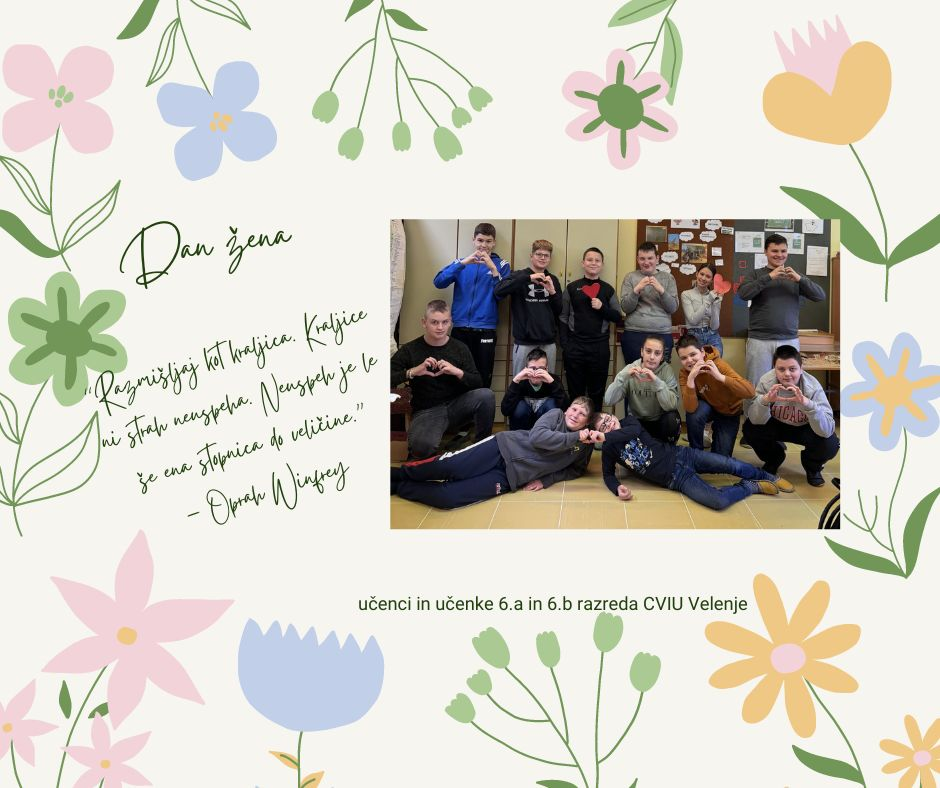 Dan žena
“Razmišljaj kot kraljica. Kraljice
ni strah neuspeha. Neuspeh je le
še ena stopnica do veličine.”
– Oprah Winfrey
učenci in učenke 6.a in 6.b razreda CVIU Velenje